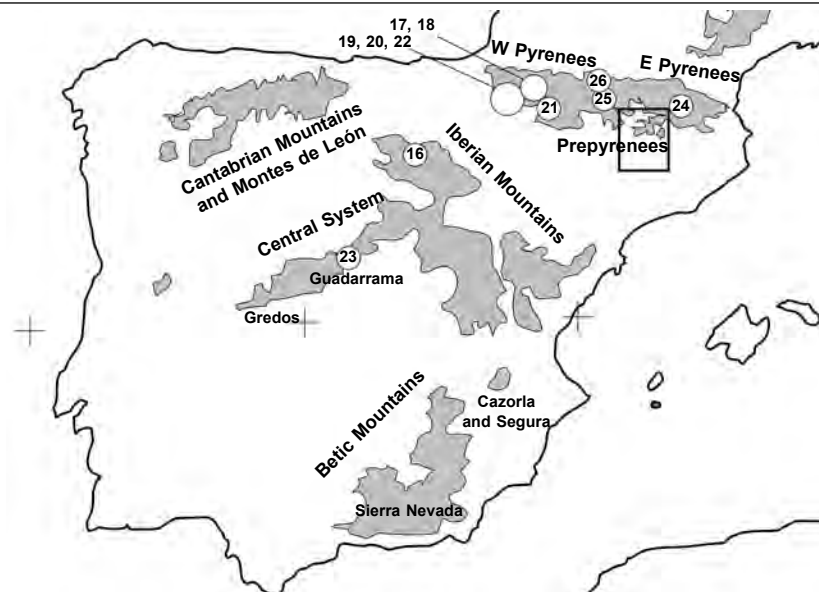 17, 18
19, 20, 22
W Pyrenees
E Pyrenees
26
25
21
24
Prepyrenees
Cantabrian Mountains
and Montes de León
16
Iberian Mountains
Central System
23
Guadarrama
Gredos
Betic Mountains
Cazorla
and Segura
Sierra Nevada